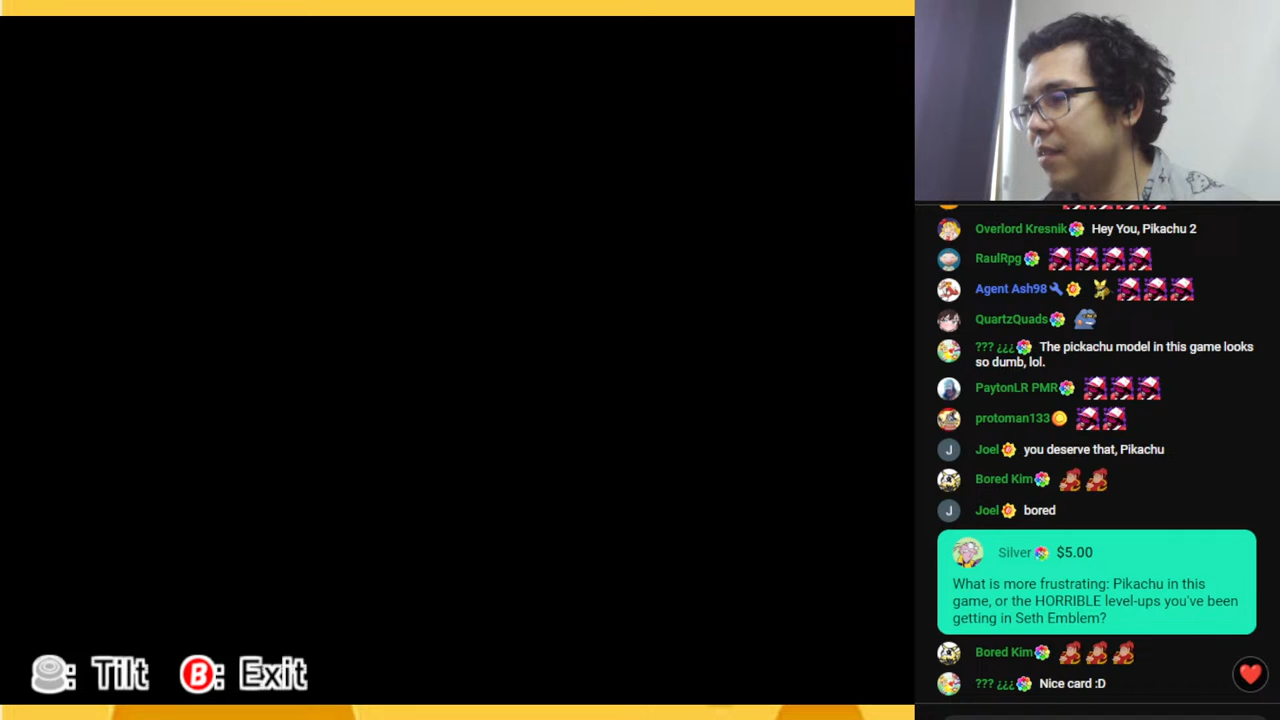 Overlord Kresnik Hey You, Pikachu 2
RaulRpg
Agent Ash98
QuartzQuads
??? ¿¿¿ The pickachu model in this game looks
so dumb, lol.
PaytonLR PMR
protoman133
J Joel you deserve that, Pikachu
Bored Kim
J Joel bored
Silver $5.00
What is more frustrating: Pikachu in this
game, or the HORRIBLE level-ups you've been
getting in Seth Emblem?
Bored Kim
??? ¿¿¿ Nice card :D
: Tilt B: Exit